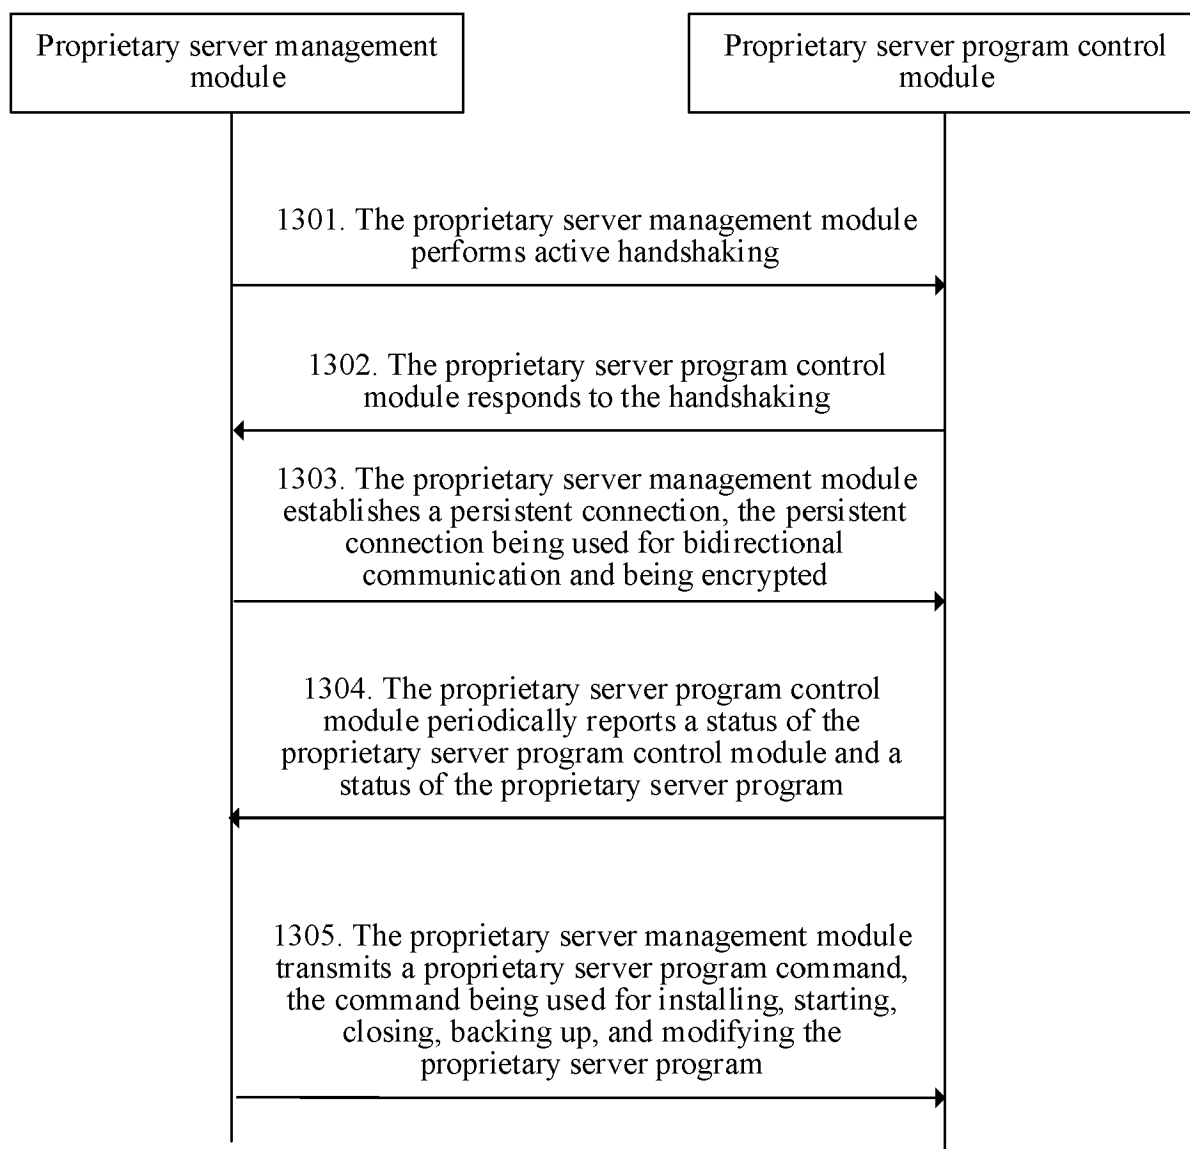 Proprietary server management
module
Proprietary server program control
module
1301. The proprietary server management module
performs active handshaking
1302. The proprietary server program control
module responds to the handshaking
1303. The proprietary server management module
establishes a persistent connection, the persistent
connection being used for bidirectional
communication and being encrypted
1304. The proprietary server program control
module periodically reports a status of the
proprietary server program control module and a
status of the proprietary server program
1305. The proprietary server management module
transmits a proprietary server program command,
the command being used for installing, starting,
closing, backing up, and modifying the
proprietary server program